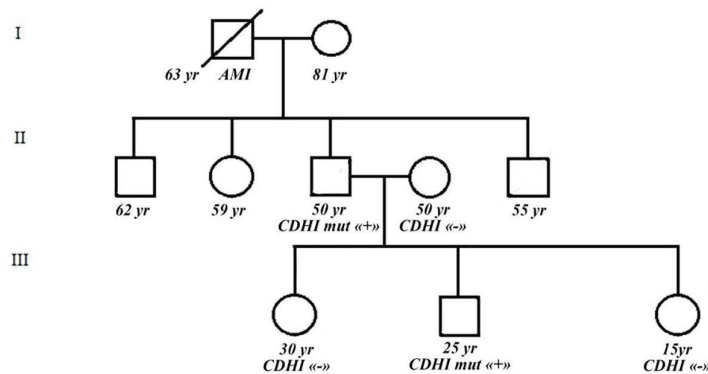 I
63 yr AMI 81 yr
II
62 yr 59 yr 50 yr 50 yr 55 yr
CDHI mut «+» CDHI «-»
III
30 yr 25 yr 15yr
CDHI «-» CDHI mut «+» CDHI «-»